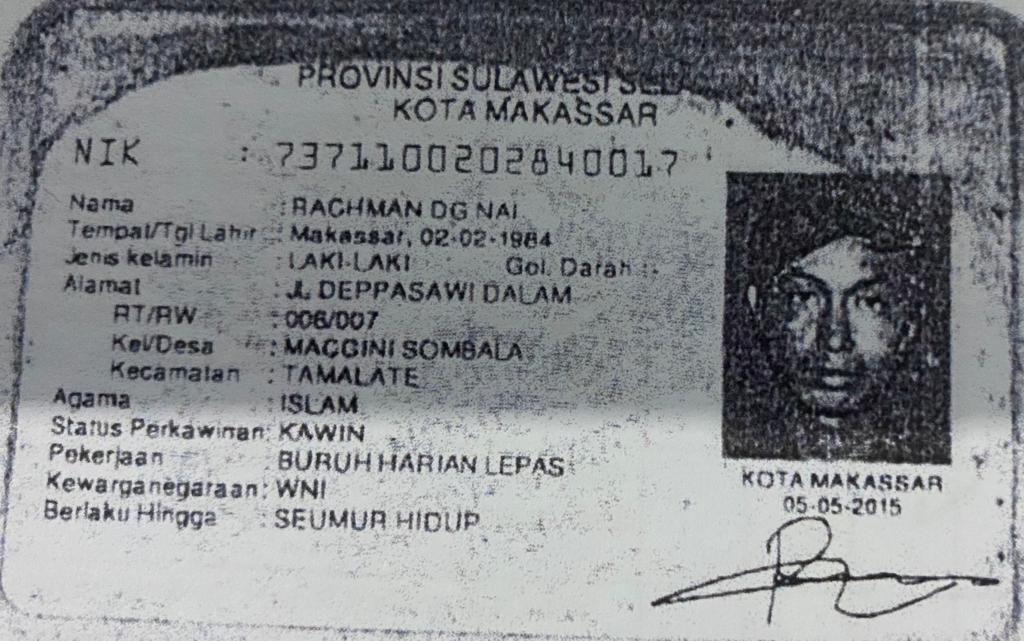 PROVINSI SULAWESI SELATAN
KOTA MAKASSAR
NIK : 7371100202840017
Nama : RACHMAN DG NAI
Tempat/Tgl Lahir : Makassar, 02-02-1984
Jenis kelamin : LAKI-LAKI Gol. Darah : -
Alamat : JL DEPPASAWI DALAM
RT/RW : 006/007
Kel/Desa : MACCINI SOMBALA
Kecamatan : TAMALATE
Agama : ISLAM
Status Perkawinan: KAWIN
Pekerjaan : BURUH HARIAN LEPAS
Kewarganegaraan: WNI
Berlaku Hingga : SEUMUR HIDUP
KOTA MAKASSAR
05-05-2015